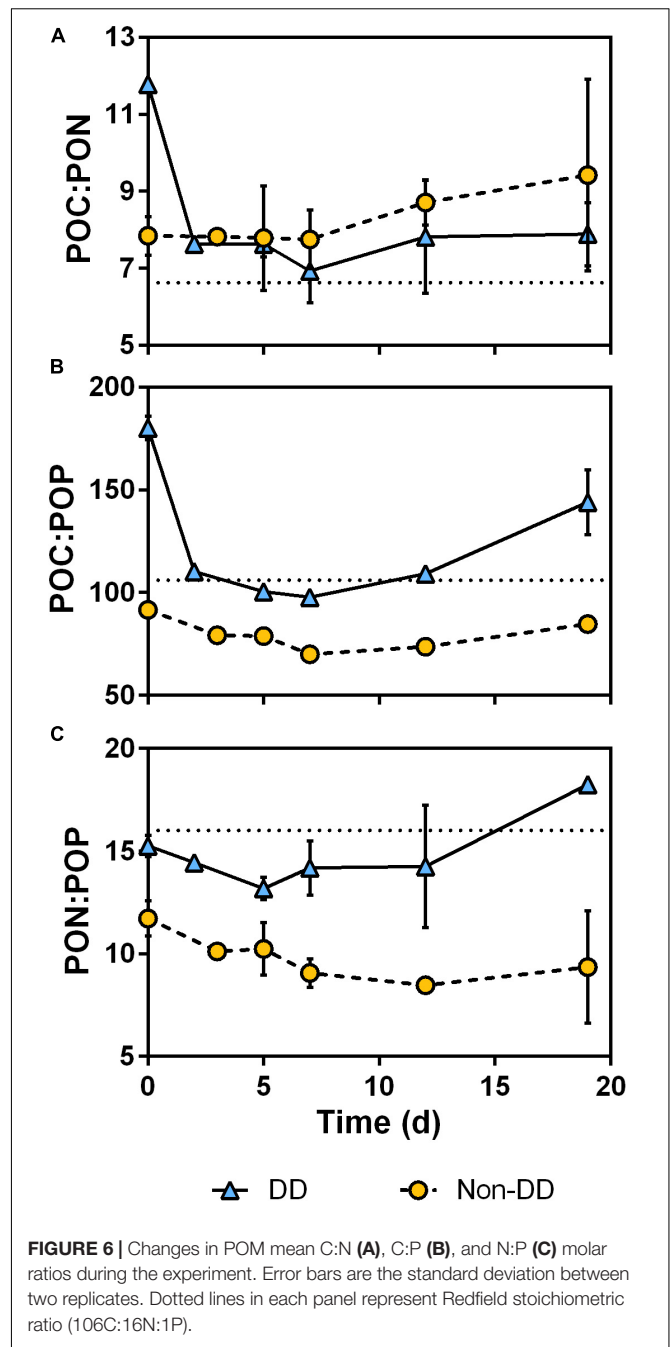 A
13
11
9
7
5
POC:PON
B
200
150
100
50
POC:POP
C
20
15
10
5
PON:POP
0 5 10 15 20
Time (d)
DD Non-DD
FIGURE 6 | Changes in POM mean C:N (A), C:P (B), and N:P (C) molar
ratios during the experiment. Error bars are the standard deviation between
two replicates. Dotted lines in each panel represent Redfield stoichiometric
ratio (106C:16N:1P).